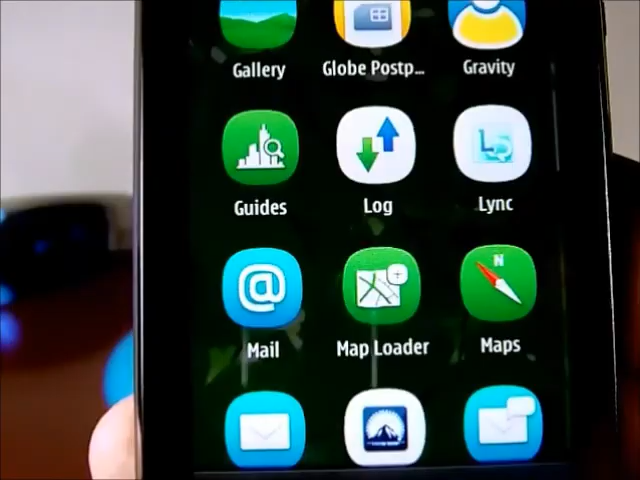 Gallery
Globe Postp...
Gravity
Guides
Log
L
Lync
@
Mail
Map Loader
N
Maps